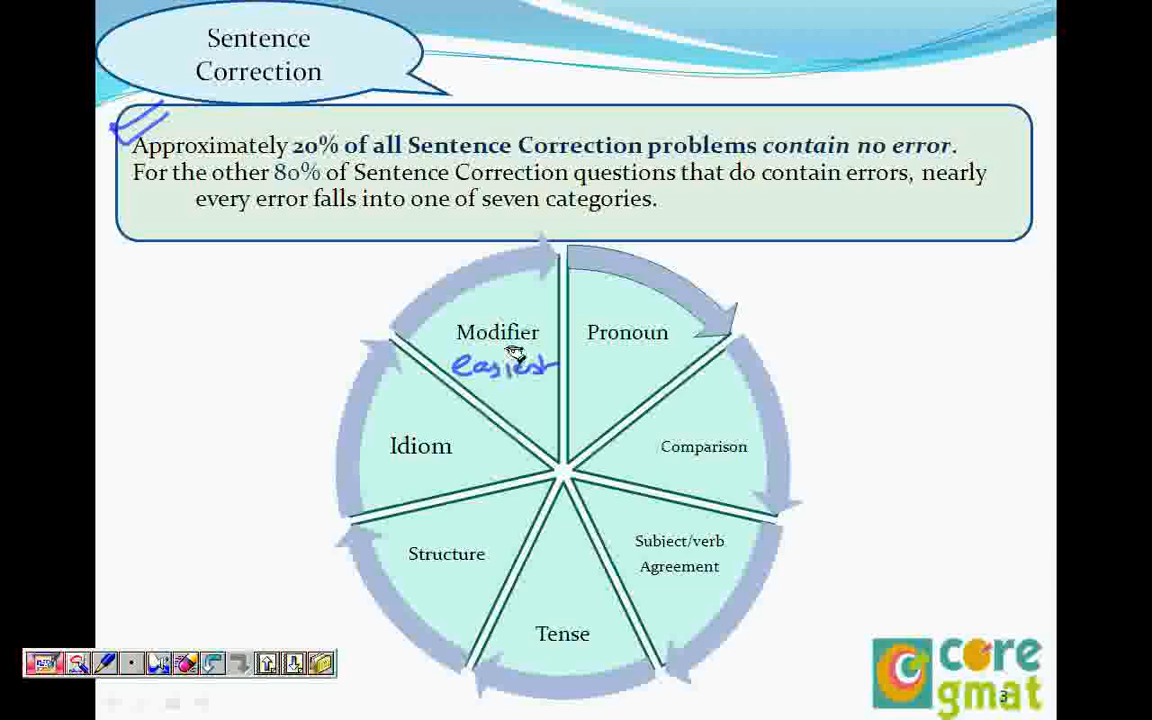 Sentence
Correction
Approximately 20% of all Sentence Correction problems contain no error.
For the other 80% of Sentence Correction questions that do contain errors, nearly
every error falls into one of seven categories.
Modifier
easiest
Pronoun
Idiom
Comparison
Structure
Subject/verb
Agreement
Tense
core
gmat
3